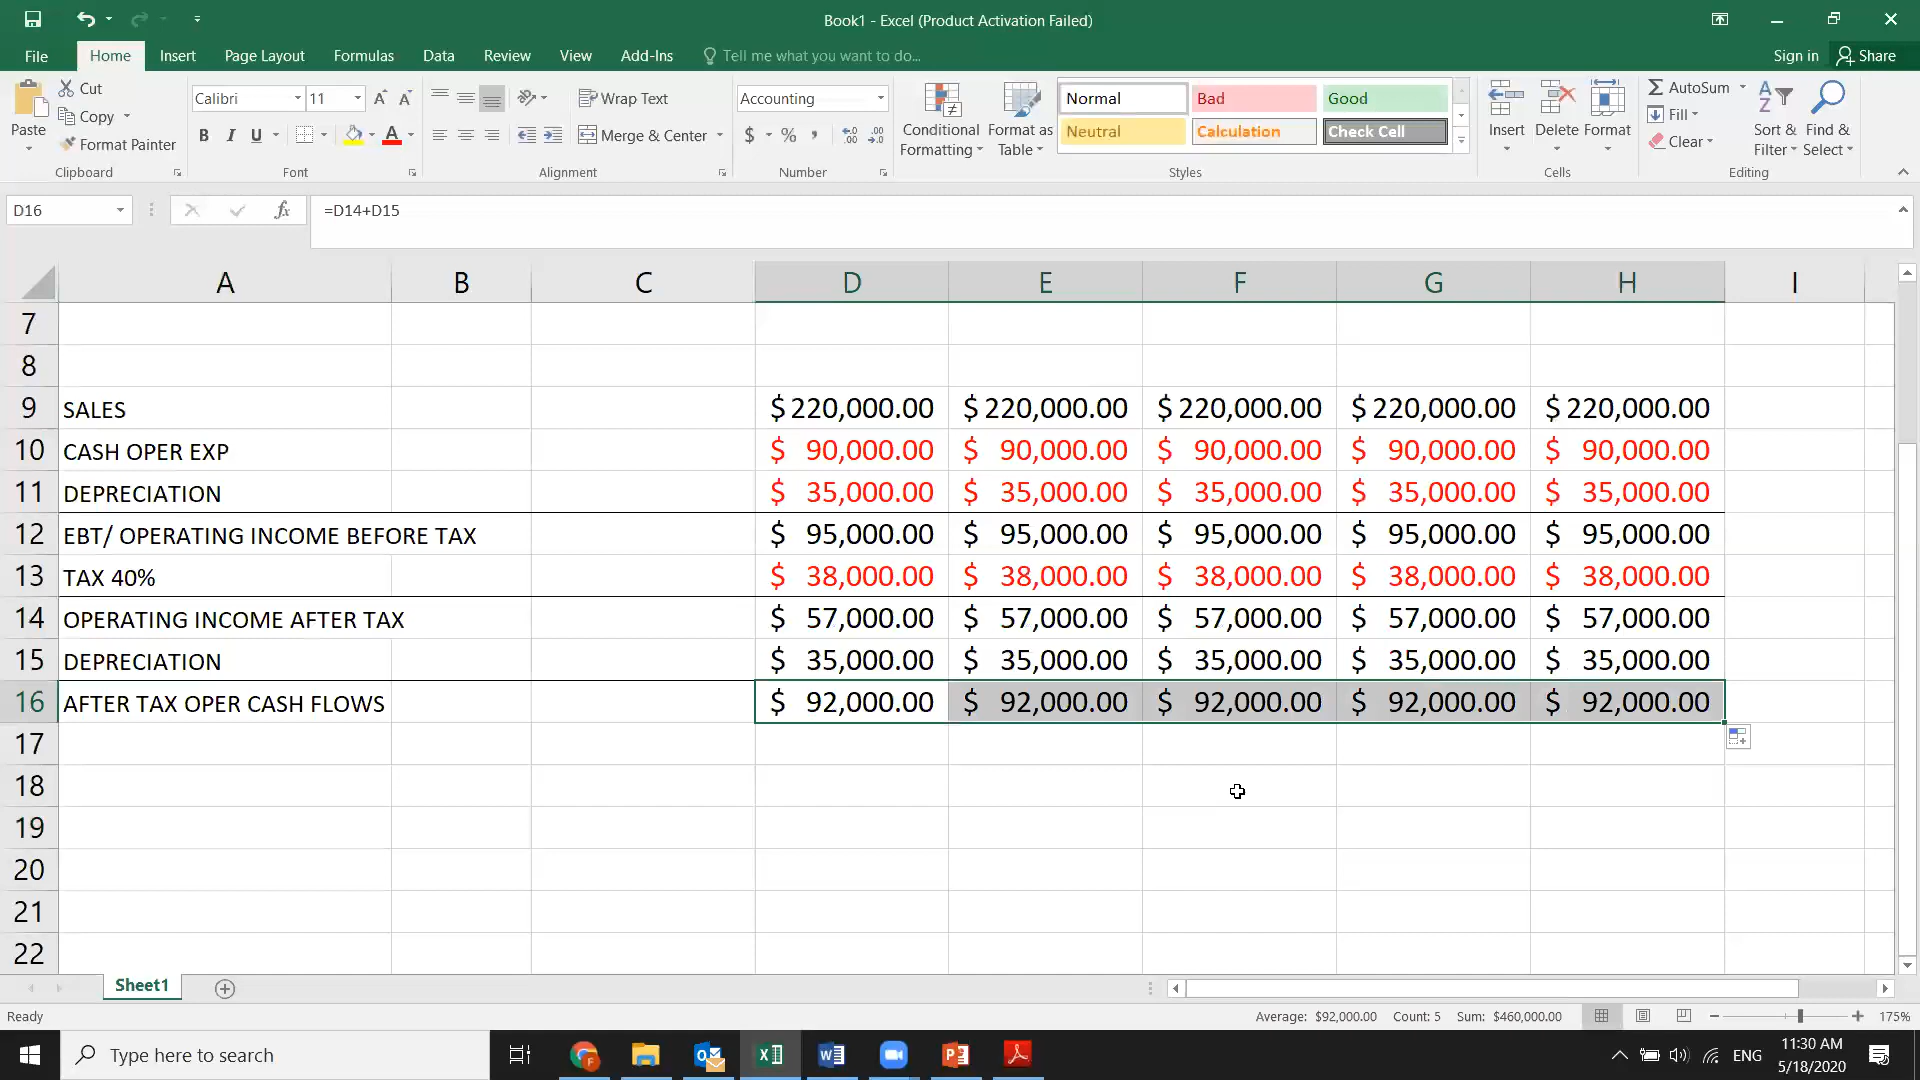 Book1 - Excel (Product Activation Failed)
File Home Insert Page Layout Formulas Data Review View Add-Ins Tell me what you want to do... Sign in Share
Paste
Cut
Copy
Format Painter
Clipboard
Calibri 11
B I U
Font
Wrap Text
Merge & Center
Alignment
Accounting
$ % ,
Number
Conditional Formatting
Format as Table
Normal Bad Good
Neutral Calculation Check Cell
Styles
Insert Delete Format
Cells
AutoSum
Fill
Clear
Sort & Filter
Find & Select
Editing
D16 fx =D14+D15
A B C D E F G H I
7
8
9 SALES $ 220,000.00 $ 220,000.00 $ 220,000.00 $ 220,000.00 $ 220,000.00
10 CASH OPER EXP $ 90,000.00 $ 90,000.00 $ 90,000.00 $ 90,000.00 $ 90,000.00
11 DEPRECIATION $ 35,000.00 $ 35,000.00 $ 35,000.00 $ 35,000.00 $ 35,000.00
12 EBT/ OPERATING INCOME BEFORE TAX $ 95,000.00 $ 95,000.00 $ 95,000.00 $ 95,000.00 $ 95,000.00
13 TAX 40% $ 38,000.00 $ 38,000.00 $ 38,000.00 $ 38,000.00 $ 38,000.00
14 OPERATING INCOME AFTER TAX $ 57,000.00 $ 57,000.00 $ 57,000.00 $ 57,000.00 $ 57,000.00
15 DEPRECIATION $ 35,000.00 $ 35,000.00 $ 35,000.00 $ 35,000.00 $ 35,000.00
16 AFTER TAX OPER CASH FLOWS $ 92,000.00 $ 92,000.00 $ 92,000.00 $ 92,000.00 $ 92,000.00
17
18
19
20
21
22
Sheet1
Ready Average: $92,000.00 Count: 5 Sum: $460,000.00 175%
Type here to search ENG 11:30 AM
5/18/2020